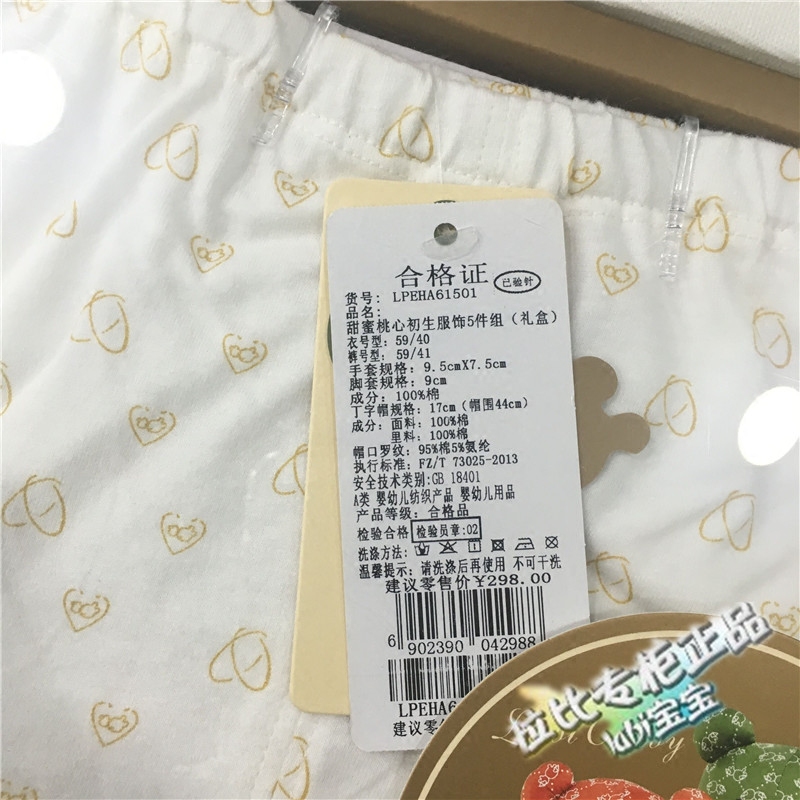 合格证
已验针
货号: LPEHA61501
品名:
甜蜜桃心初生服饰5件组（礼盒）
衣号型: 59/40
裤号型: 59/41
手套规格: 9.5cmX7.5cm
脚套规格: 9cm
成分: 100%棉
丁字帽规格: 17cm（帽围44cm）
成分: 面料: 100%棉
里料: 100%棉
帽口罗纹: 95%棉5%氨纶
执行标准: FZ/T 73025-2013
安全技术类别:GB 18401
A类 婴幼儿纺织产品 婴幼儿用品
产品等级: 合格品
检验合格 检验员章:02
洗涤方法:
温馨提示: 请洗涤后再使用 不可干洗
建议零售价¥298.00
6 902390 042988
LPEHA6
建议零
拉比专柜正品
labi宝宝